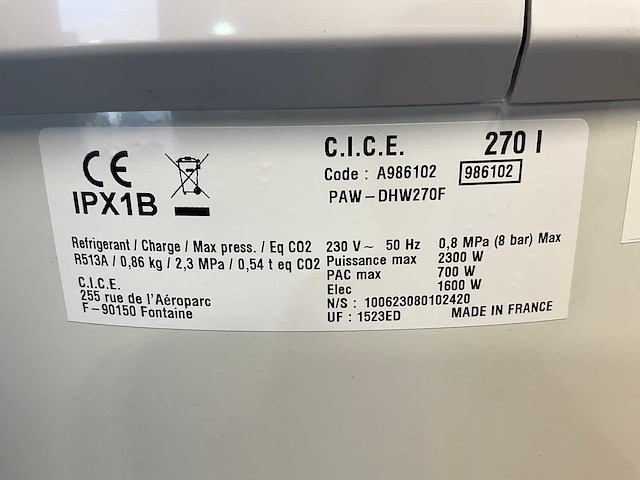 CE
IPX1B
C.I.C.E. 270 l
Code : A986102 986102
PAW-DHW270F
Refrigerant / Charge / Max press. / Eq CO2
R513A / 0,86 kg / 2,3 MPa / 0,54 t eq CO2
C.I.C.E.
255 rue de l'Aéroparc
F-90150 Fontaine
230 V~ 50 Hz 0,8 MPa (8 bar) Max
Puissance max 2300 W
PAC max 700 W
Elec 1600 W
N/S : 100623080102420
UF : 1523ED MADE IN FRANCE